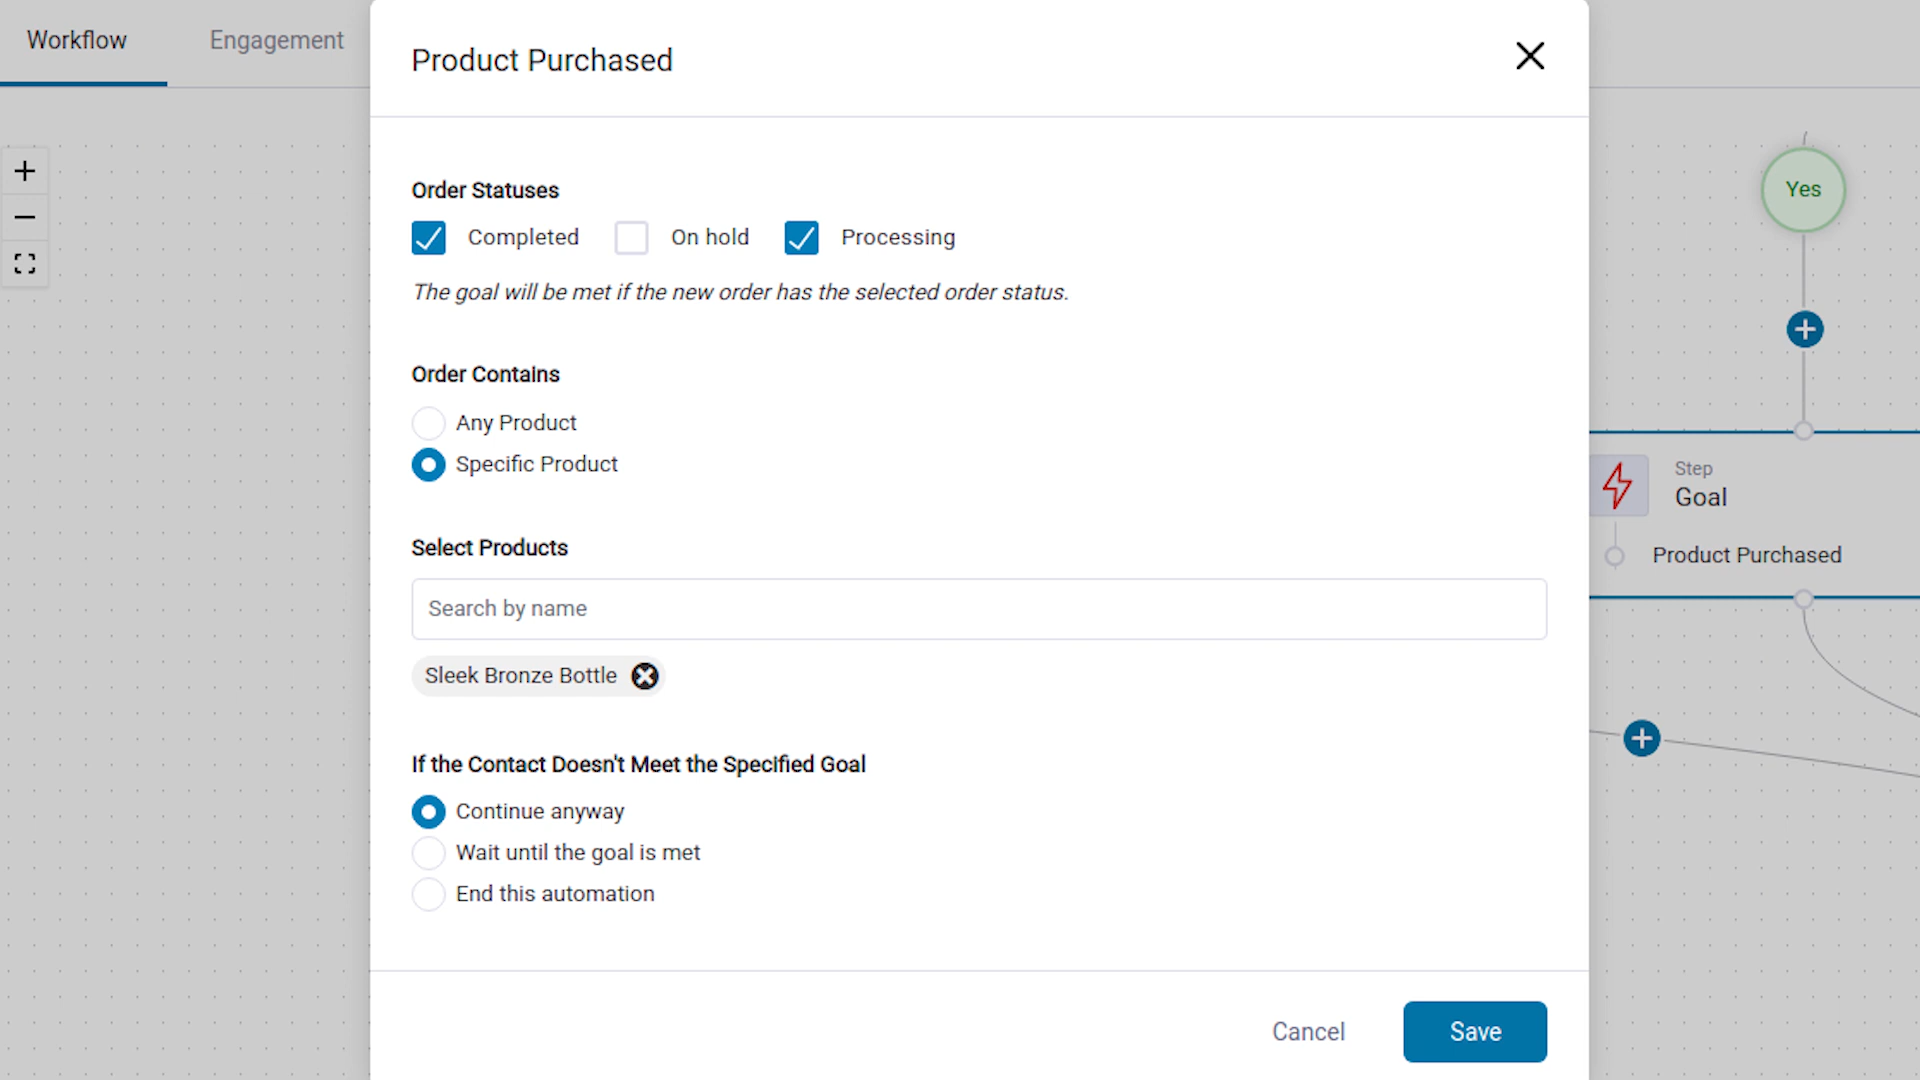 Workflow
Engagement
Product Purchased
Order Statuses
Completed
On hold
Processing
The goal will be met if the new order has the selected order status.
Order Contains
Any Product
Specific Product
Select Products
Search by name
Sleek Bronze Bottle
If the Contact Doesn't Meet the Specified Goal
Continue anyway
Wait until the goal is met
End this automation
Cancel
Save
Yes
Step
Goal
Product Purchased